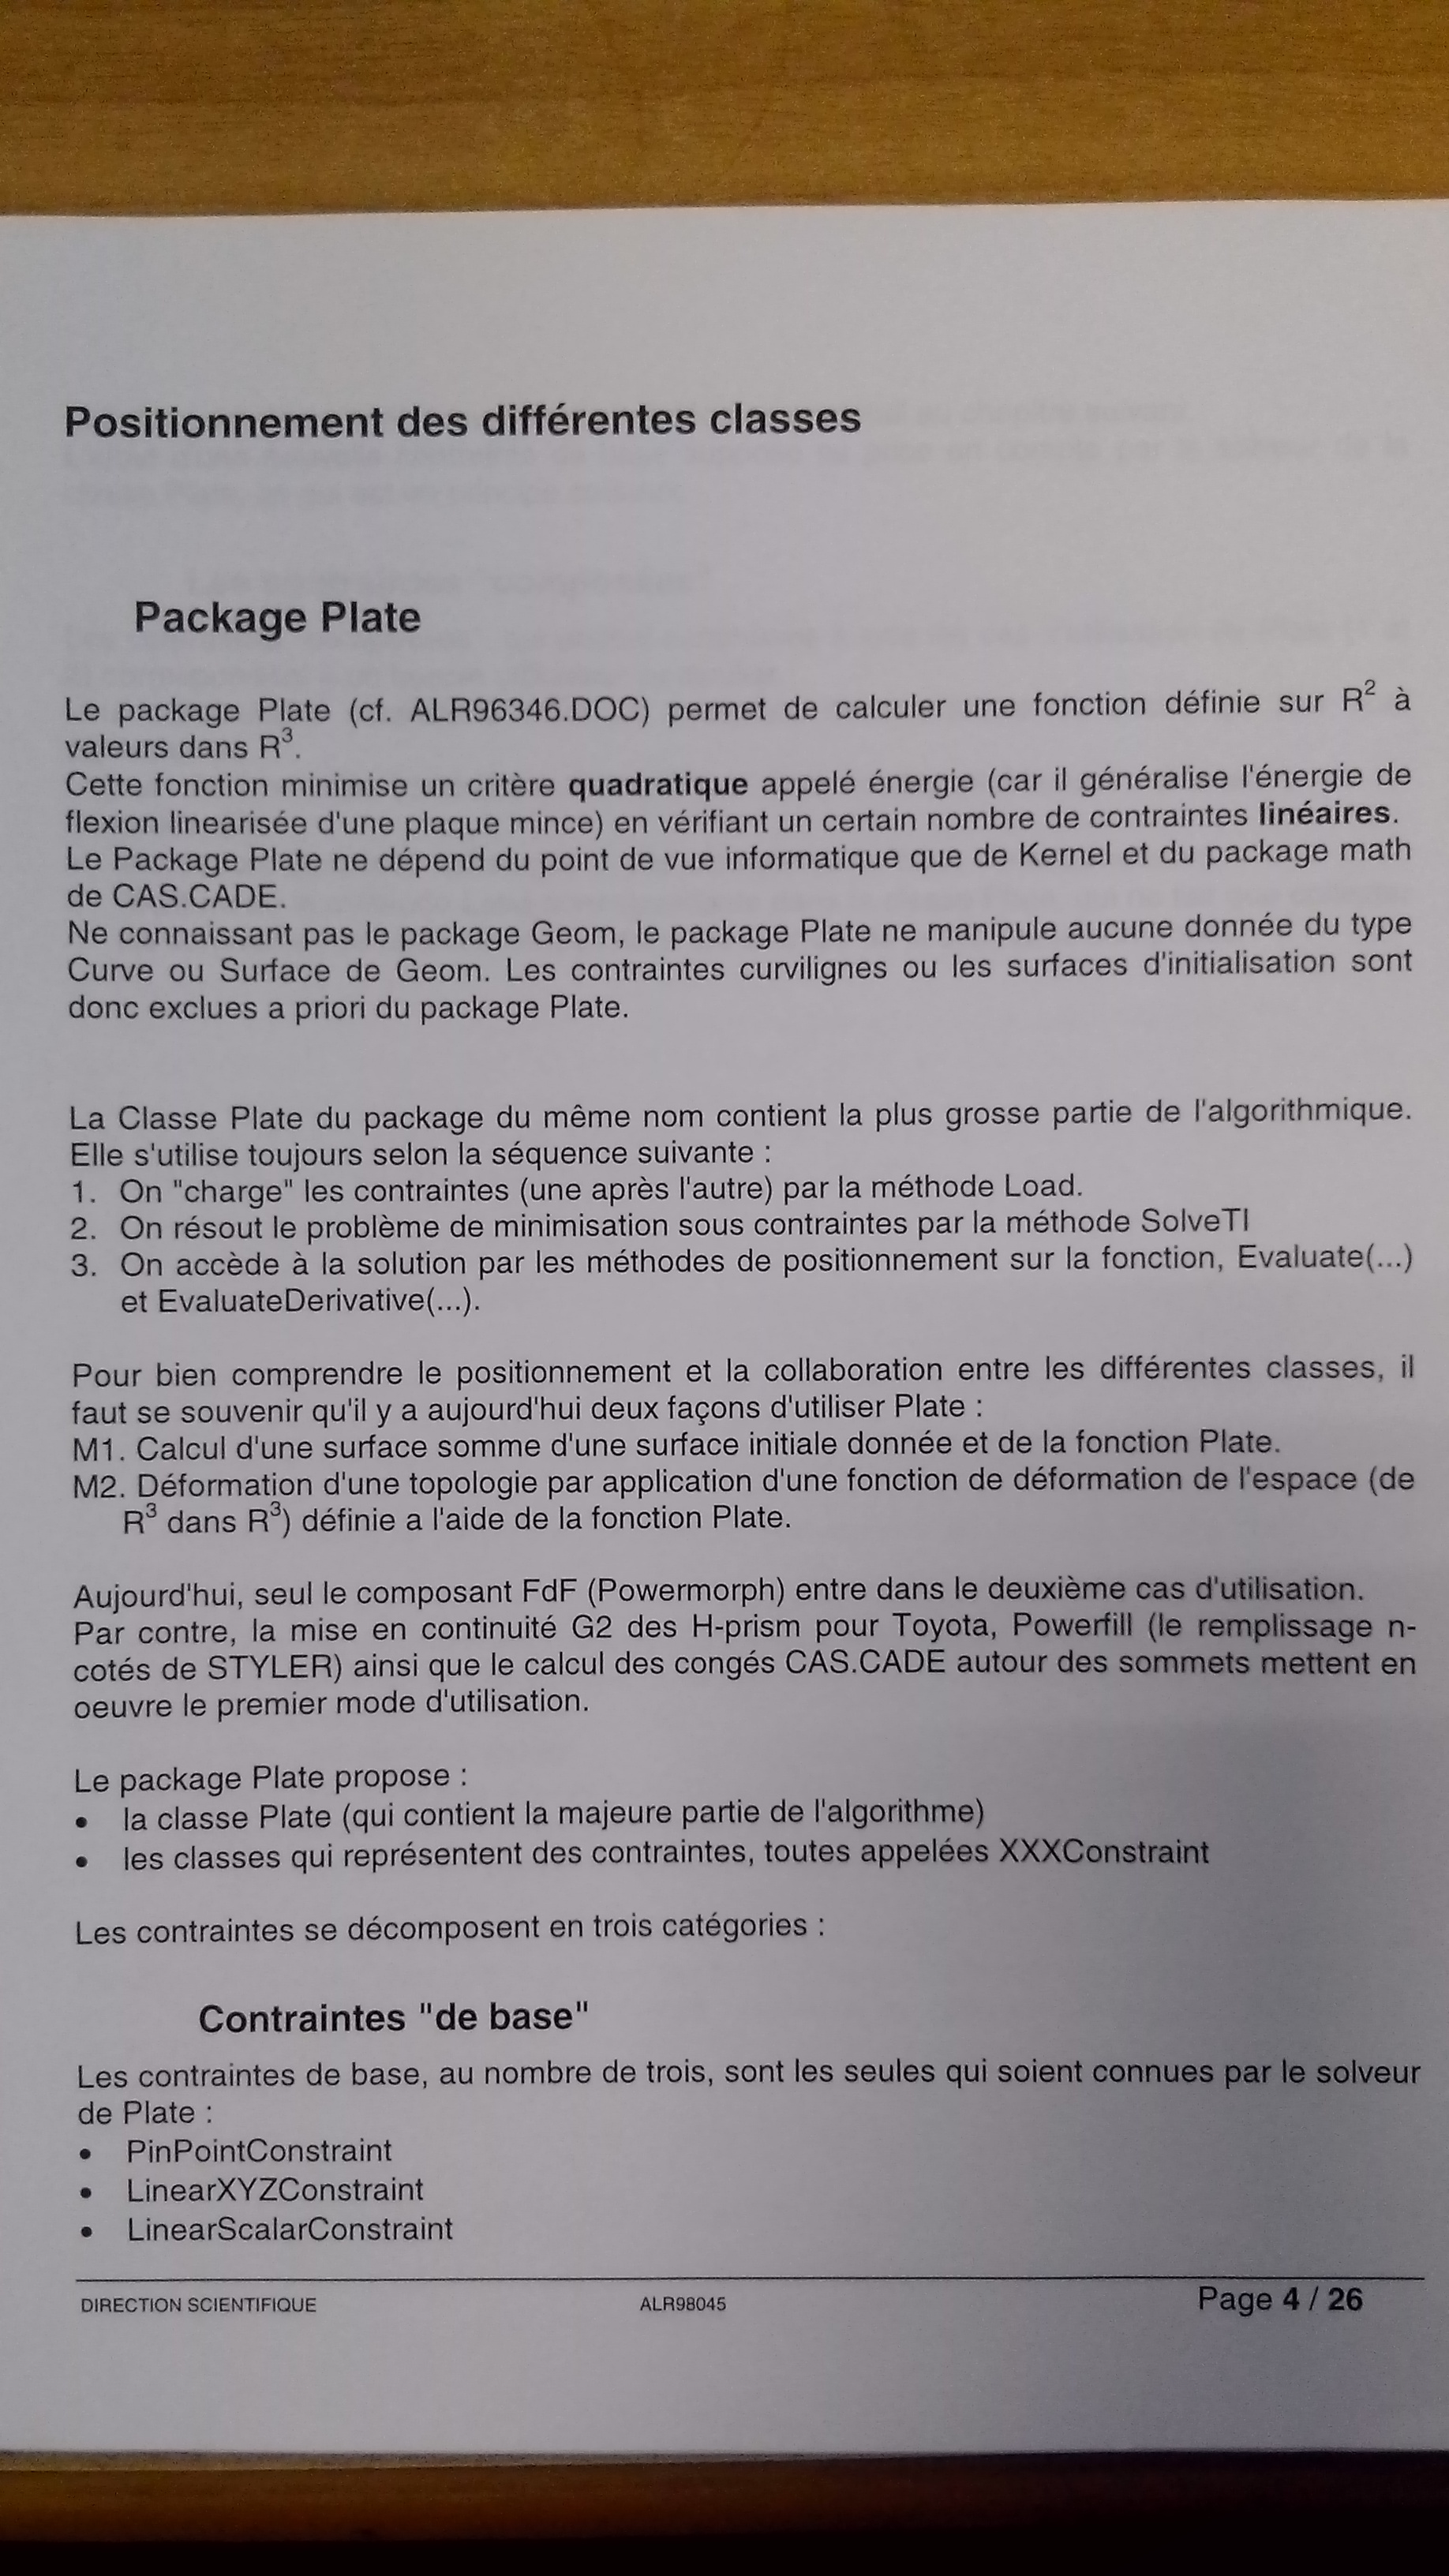 Positionnement des différentes classes
Package Plate
Le package Plate (cf. ALR96346.DOC) permet de calculer une fonction définie sur R² à
valeurs dans R³.
Cette fonction minimise un critère quadratique appelé énergie (car il généralise l'énergie de
flexion linearisée d'une plaque mince) en vérifiant un certain nombre de contraintes linéaires.
Le Package Plate ne dépend du point de vue informatique que de Kernel et du package math
de CAS.CADE.
Ne connaissant pas le package Geom, le package Plate ne manipule aucune donnée du type
Curve ou Surface de Geom. Les contraintes curvilignes ou les surfaces d'initialisation sont
donc exclues a priori du package Plate.
La Classe Plate du package du même nom contient la plus grosse partie de l'algorithmique.
Elle s'utilise toujours selon la séquence suivante :
1. On "charge" les contraintes (une après l'autre) par la méthode Load.
2. On résout le problème de minimisation sous contraintes par la méthode SolveTI
3. On accède à la solution par les méthodes de positionnement sur la fonction, Evaluate(...)
et EvaluateDerivative(...).
Pour bien comprendre le positionnement et la collaboration entre les différentes classes, il
faut se souvenir qu'il y a aujourd'hui deux façons d'utiliser Plate :
M1. Calcul d'une surface somme d'une surface initiale donnée et de la fonction Plate.
M2. Déformation d'une topologie par application d'une fonction de déformation de l'espace (de
R³ dans R³) définie a l'aide de la fonction Plate.
Aujourd'hui, seul le composant FdF (Powermorph) entre dans le deuxième cas d'utilisation.
Par contre, la mise en continuité G2 des H-prism pour Toyota, Powerfill (le remplissage n-
cotés de STYLER) ainsi que le calcul des congés CAS.CADE autour des sommets mettent en
oeuvre le premier mode d'utilisation.
Le package Plate propose :
• la classe Plate (qui contient la majeure partie de l'algorithme)
• les classes qui représentent des contraintes, toutes appelées XXXConstraint
Les contraintes se décomposent en trois catégories :
Contraintes "de base"
Les contraintes de base, au nombre de trois, sont les seules qui soient connues par le solveur
de Plate :
• PinPointConstraint
• LinearXYZConstraint
• LinearScalarConstraint
DIRECTION SCIENTIFIQUE ALR98045 Page 4 / 26